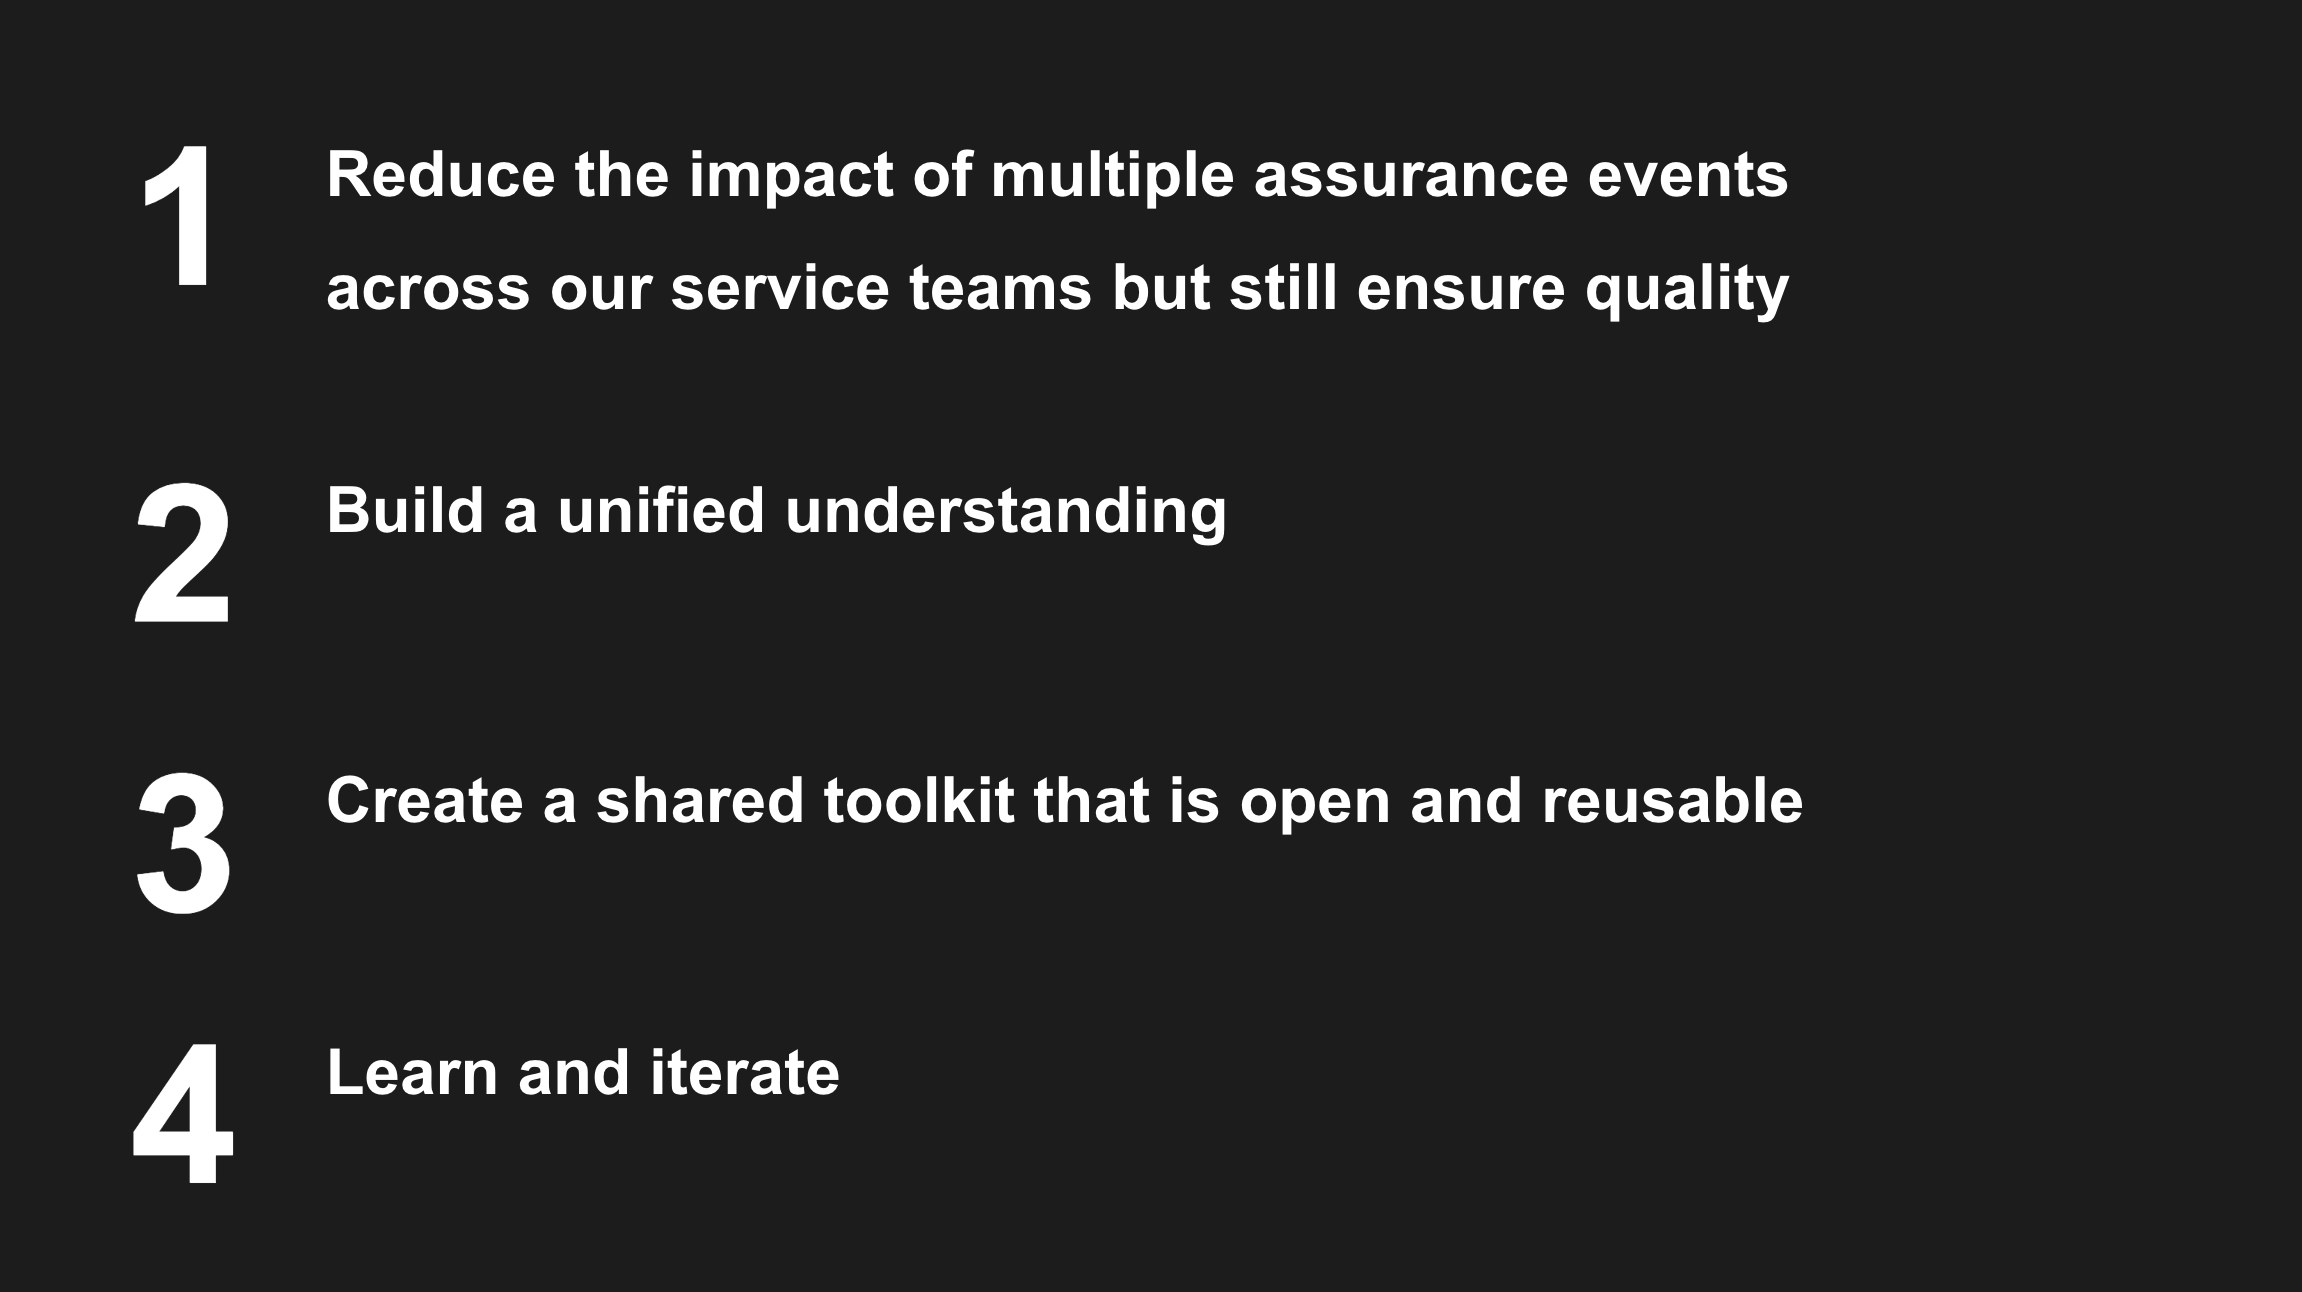 1 Reduce the impact of multiple assurance events
across our service teams but still ensure quality
2 Build a unified understanding
3 Create a shared toolkit that is open and reusable
4 Learn and iterate